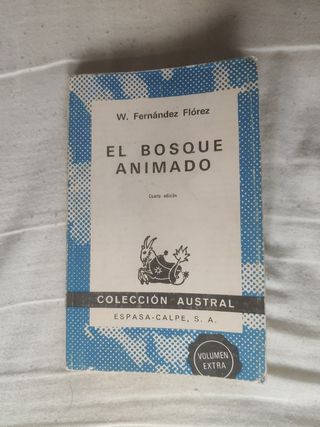 W. Fernández Flórez
EL BOSQUE
ANIMADO
Cuarta edición
COLECCIÓN AUSTRAL
ESPASA-CALPE, S. A.
VOLUMEN
EXTRA